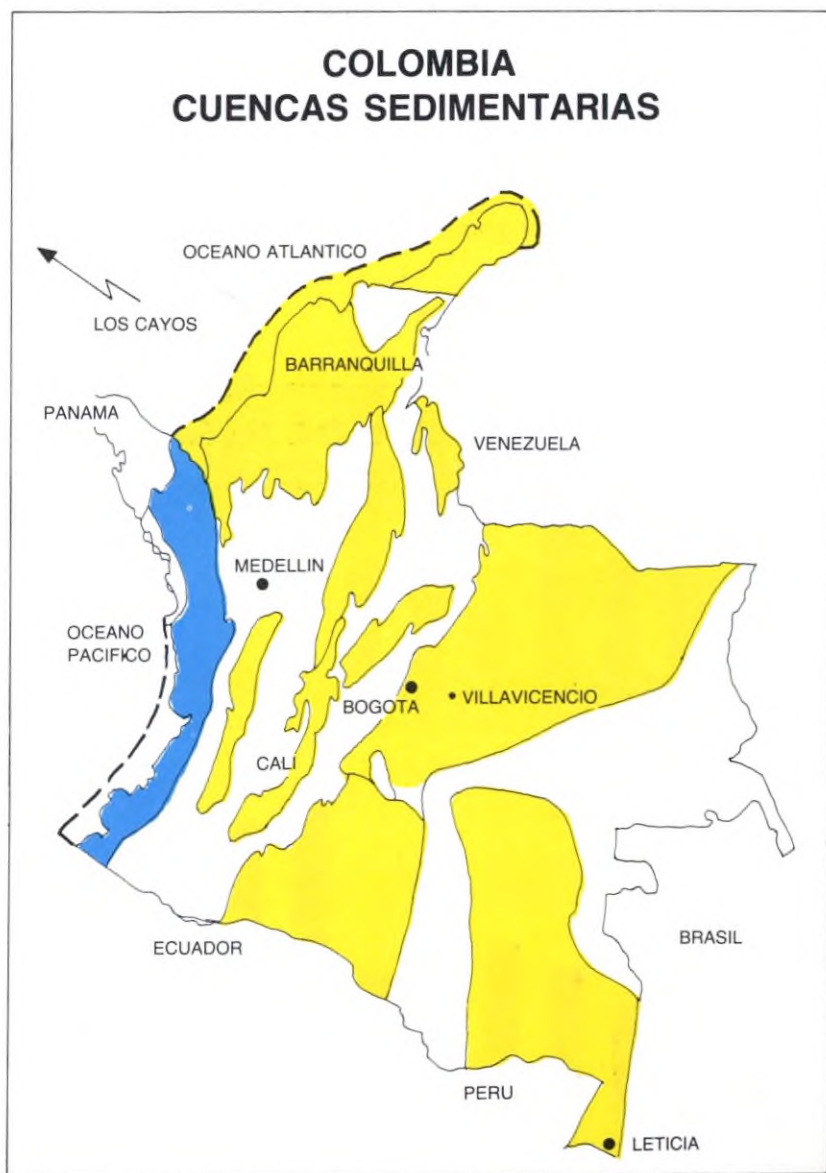 COLOMBIA
CUENCAS SEDIMENTARIAS
OCEANO ATLANTICO
LOS CAYOS
BARRANQUILLA
PANAMA
VENEZUELA
MEDELLIN
OCEANO
PACIFIKO
BOGOTA
VILLAVICENCIO
CALI
ECUADOR
BRASIL
PERU
LETICIA